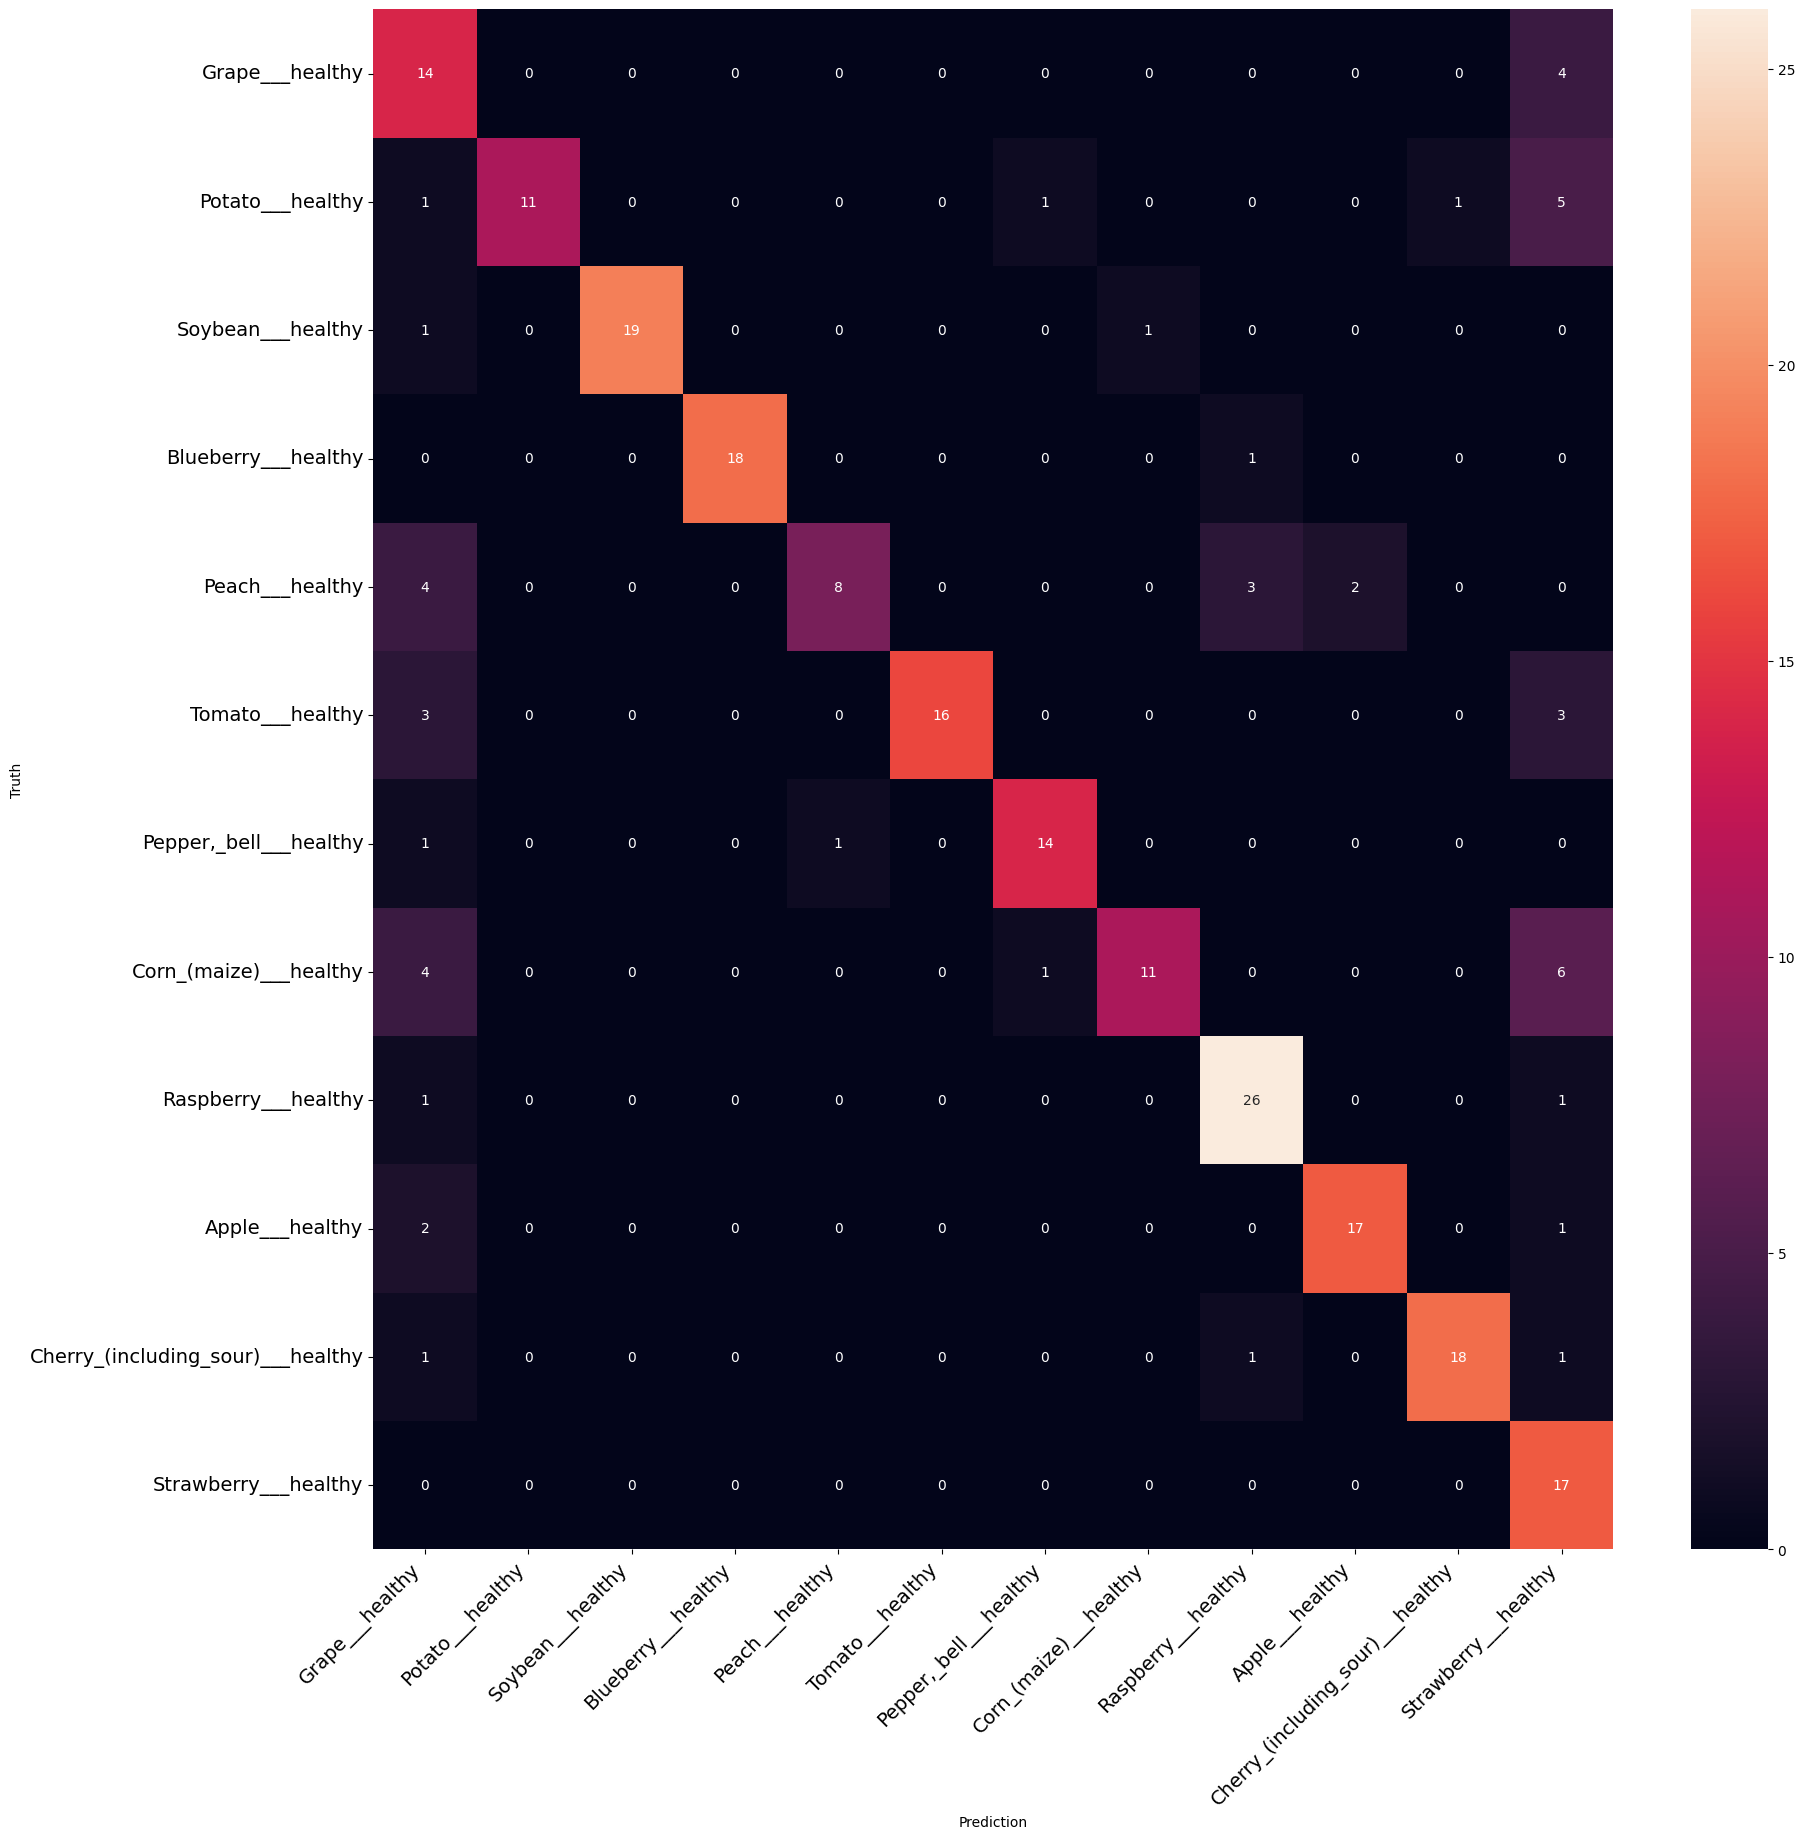 Grape___healthy 14 0 0 0 0 0 0 0 0 0 0 4
Potato___healthy 1 11 0 0 0 0 1 0 0 0 1 5
Soybean___healthy 1 0 19 0 0 0 0 1 0 0 0 0
Blueberry___healthy 0 0 0 18 0 0 0 0 1 0 0 0
Peach___healthy 4 0 0 0 8 0 0 0 3 2 0 0
Tomato___healthy 3 0 0 0 0 16 0 0 0 0 0 3
Pepper,_bell___healthy 1 0 0 0 1 0 14 0 0 0 0 0
Corn_(maize)___healthy 4 0 0 0 0 0 1 11 0 0 0 6
Raspberry___healthy 1 0 0 0 0 0 0 0 26 0 0 1
Apple___healthy 2 0 0 0 0 0 0 0 0 17 0 1
Cherry_(including_sour)___healthy 1 0 0 0 0 0 0 0 1 0 18 1
Strawberry___healthy 0 0 0 0 0 0 0 0 0 0 0 17
Truth
Grape___healthy
Potato___healthy
Soybean___healthy
Blueberry___healthy
Peach___healthy
Tomato___healthy
Pepper,_bell___healthy
Corn_(maize)___healthy
Raspberry___healthy
Apple___healthy
Cherry_(including_sour)___healthy
Strawberry___healthy
Prediction
25
20
15
10
5
0